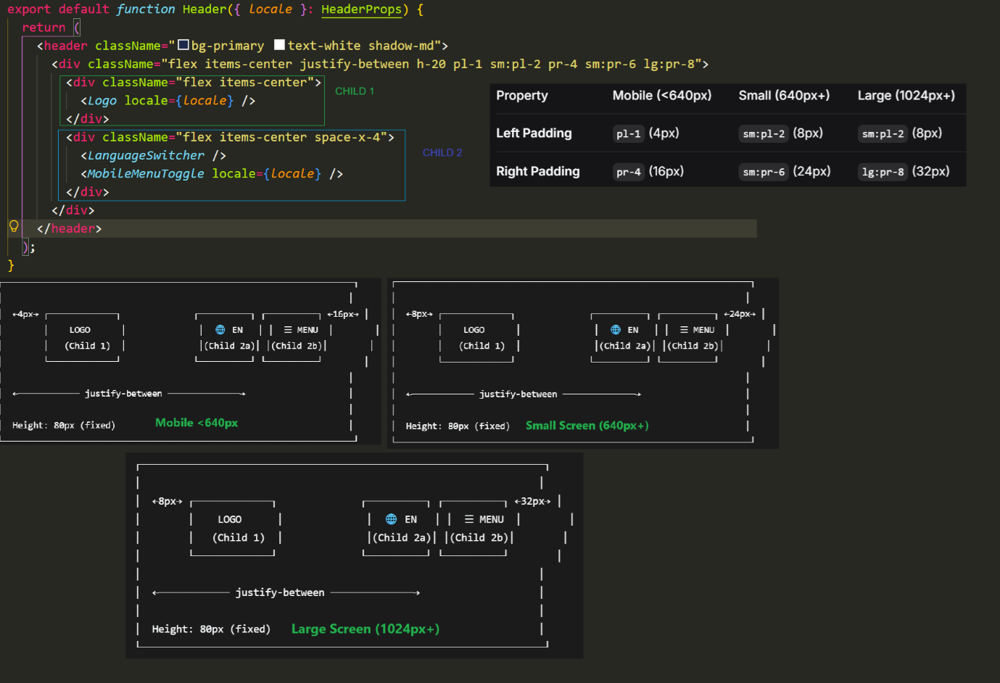 export default function Header({ locale }: HeaderProps) {
return (
<header className="bg-primary text-white shadow-md">
<div className="flex items-center justify-between h-20 pl-1 sm:pl-2 pr-4 sm:pr-6 lg:pr-8">
<div className="flex items-center">
CHILD 1
<Logo locale={locale} />
</div>
<div className="flex items-center space-x-4">
<LanguageSwitcher />
CHILD 2
<MobileMenuToggle locale={locale} />
</div>
</div>
</header>
);
}
Property Mobile (<640px) Small (640px+) Large (1024px+)
Left Padding pl-1 (4px) sm:pl-2 (8px) sm:pl-2 (8px)
Right Padding pr-4 (16px) sm:pr-6 (24px) lg:pr-8 (32px)
←4px→ ←16px→
LOGO 🌐 EN ☰ MENU
(Child 1) (Child 2a) (Child 2b)
← justify-between →
Height: 80px (fixed) Mobile <640px
←8px→ ←24px→
LOGO 🌐 EN ☰ MENU
(Child 1) (Child 2a) (Child 2b)
← justify-between →
Height: 80px (fixed) Small Screen (640px+)
←8px→ ←32px→
LOGO 🌐 EN ☰ MENU
(Child 1) (Child 2a) (Child 2b)
← justify-between →
Height: 80px (fixed) Large Screen (1024px+)